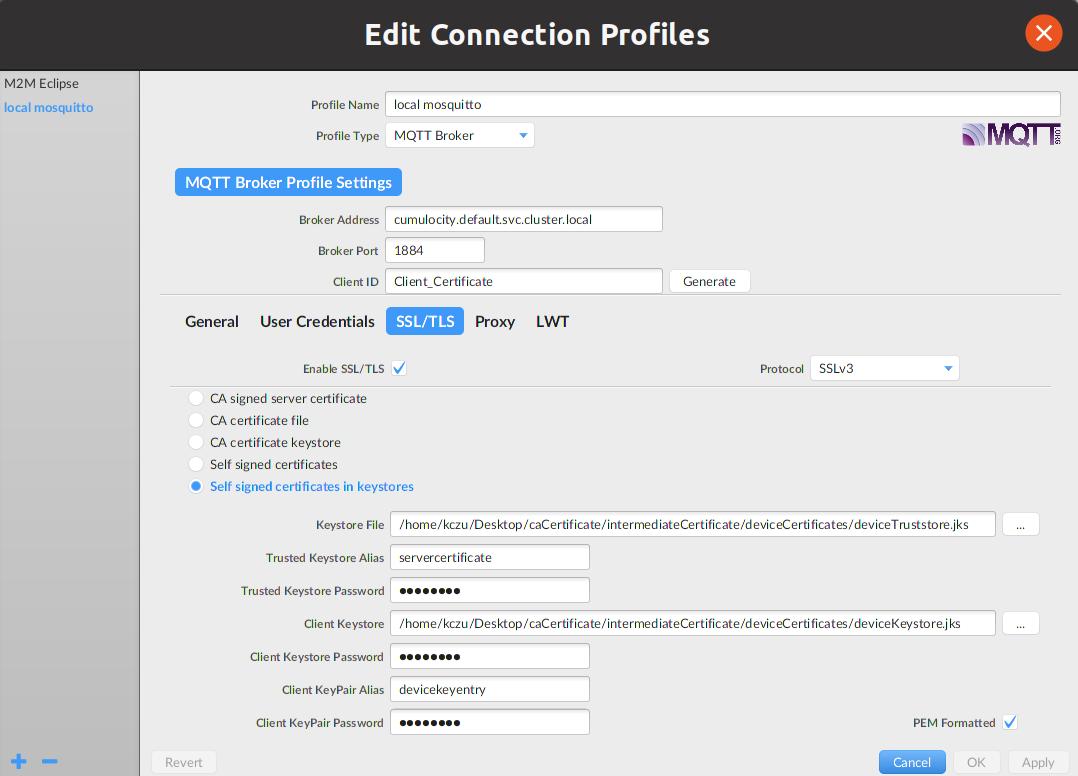 Edit Connection Profiles
M2M Eclipse
local mosquitto
Profile Name local mosquitto
Profile Type MQTT Broker
MQTT.ORG
MQTT Broker Profile Settings
Broker Address cumulocity.default.svc.cluster.local
Broker Port 1884
Client ID Client_Certificate Generate
General User Credentials SSL/TLS Proxy LWT
Enable SSL/TLS Protocol SSLv3
CA signed server certificate
CA certificate file
CA certificate keystore
Self signed certificates
Self signed certificates in keystores
Keystore File /home/kczu/Desktop/caCertificate/intermediateCertificate/deviceCertificates/deviceTruststore.jks ...
Trusted Keystore Alias servercertificate
Trusted Keystore Password ••••••••
Client Keystore /home/kczu/Desktop/caCertificate/intermediateCertificate/deviceCertificates/deviceKeystore.jks ...
Client Keystore Password ••••••••
Client KeyPair Alias devicekeyentry
Client KeyPair Password •••••••• PEM Formatted
Revert Cancel OK Apply